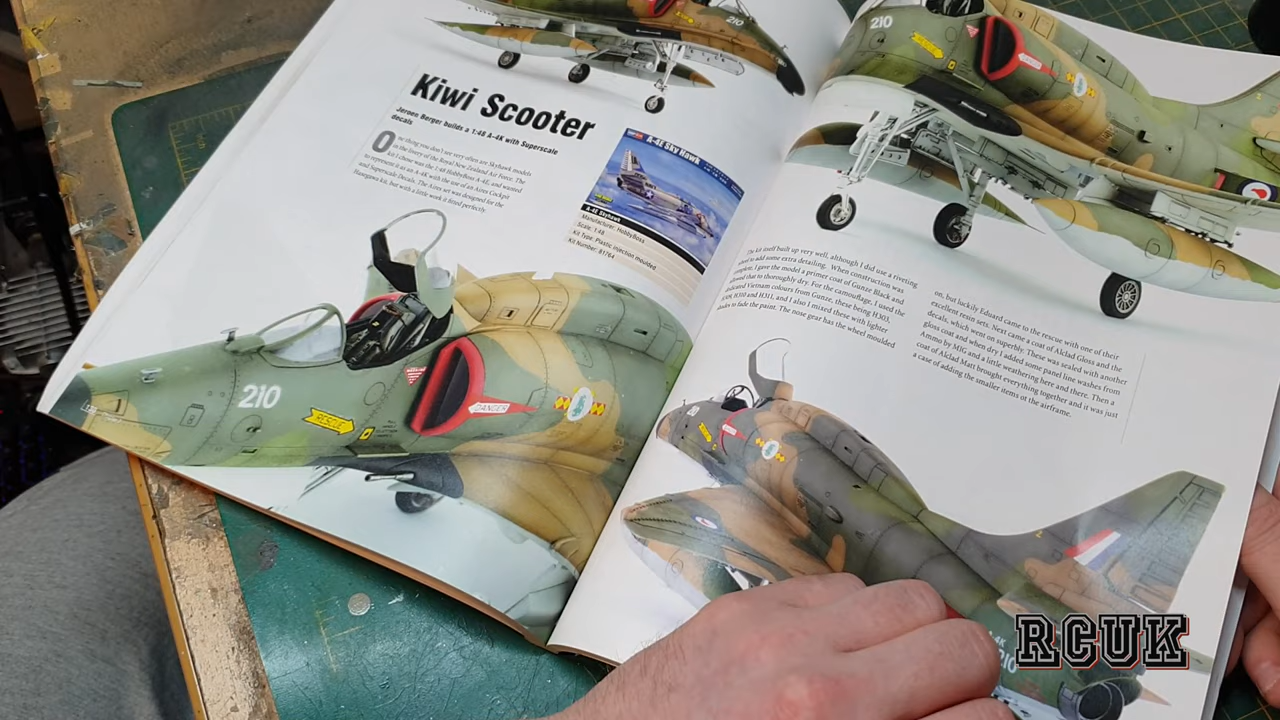 210
Kiwi Scooter
Jeroen Berger builds a 1:48 A-4K with Superscale
decals
One thing you don't see very often are Skyhawk models
in the livery of the Royal New Zealand Air Force. The
kit I chose was the 1:48 HobbyBoss A-4E, and wanted
to represent it as an A-4K with the use of an Aires Cockpit
and Superscale Decals. The Aires set was designed for the
Hasegawa kit, but with a little work it fitted perfectly.
A-4E Sky Hawk
A-4E Skyhawk
Manufacturer: HobbyBoss
Scale: 1:48
Kit Type: Plastic injection moulded
Kit Number: 81764
210
RESCUE
DANGER
210
DANGER
The kit itself built up very well, although I did use a riveting
to add some extra detailing. When construction was
complete, I gave the model a primer coat of Gunze Black and
allowed that to thoroughly dry. For the camouflage, I used the
dedicated Vietnam colours from Gunze, these being H303,
H310 and H311, and I also I mixed these with lighter
shades to fade the paint. The nose gear has the wheel moulded
on, but luckily Eduard came to the rescue with one of their
excellent resin sets. Next came a coat of Alclad Gloss and the
decals, which went on superbly. These was sealed with another
gloss coat and when dry I added some panel line washes from
Ammo by MIG and a little weathering here and there. Then a
coat of Alclad Matt brought everything together and it was just
a case of adding the smaller items ot the airframe.
RCUK